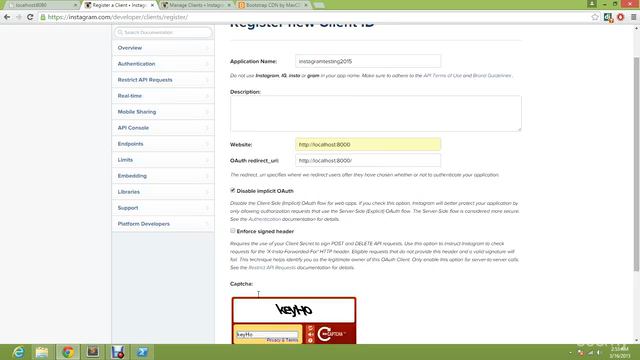 localhost:8080
Register a Client • Instag
Manage Clients • Instagra
Bootstrap CDN by MaxCD
https://instagram.com/developer/clients/register/
Search Documentation
Overview
Authentication
Restrict API Requests
Real-time
Mobile Sharing
API Console
Endpoints
Limits
Embedding
Libraries
Support
Platform Developers
Register new Client ID
Application Name:
instagramtesting2015
Do not use Instagram, IG, insta or gram in your app name. Make sure to adhere to the API Terms of Use and Brand Guidelines.
Description:
Website:
http://localhost:8000
OAuth redirect_uri:
http://localhost:8000/
The redirect_uri specifies where we redirect users after they have chosen whether or not to authenticate your application.
Disable implicit OAuth
Disable the Client-Side (Implicit) OAuth flow for web apps. If you check this option, Instagram will better protect your application by
only allowing authorization requests that use the Server-Side (Explicit) OAuth flow. The Server-Side flow is considered more secure.
See the Authentication documentation for details.
Enforce signed header
Requires the use of your Client Secret to sign POST and DELETE API requests. Use this option to instruct Instagram to check
requests for the 'X-Insta-Forwarded-For' HTTP header. Eligible requests that do not provide this header and a valid signature will
fail. This technique helps identify you as the legitimate owner of this OAuth Client. Only enable this option for server-to-server calls.
See the Restrict API Requests documentation for details.
Captcha:
keyHo
keyHo
Privacy & Terms
3/16/2015